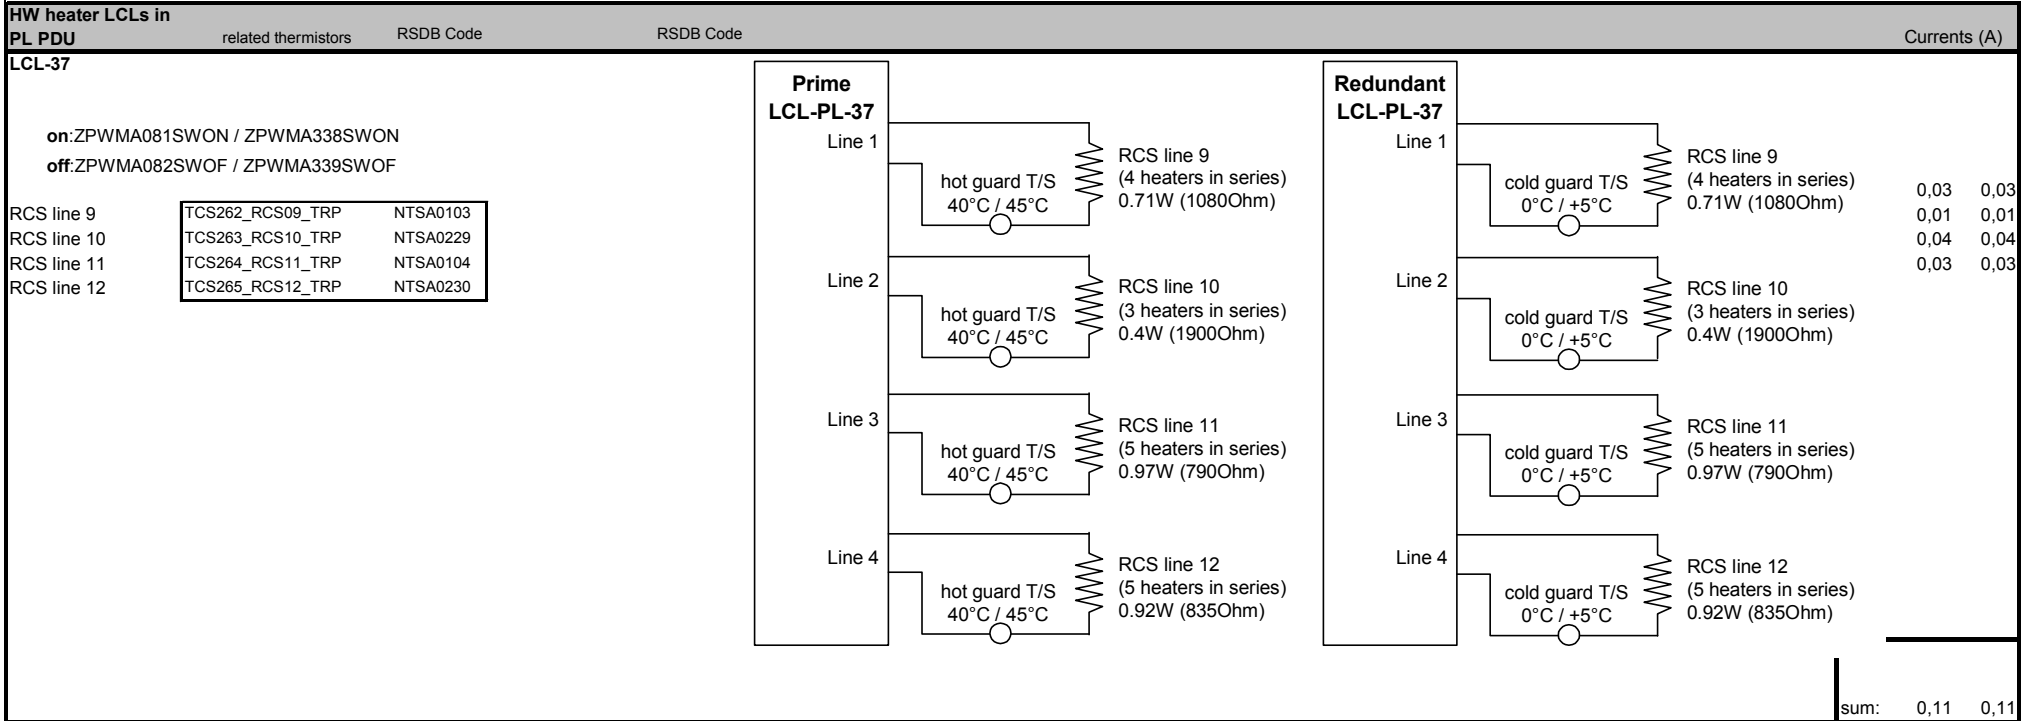 HW heater LCLs in
PL PDU related thermistors RSDB Code RSDB Code Currents (A)
LCL-37
on:ZPWMA081SWON / ZPWMA338SWON
off:ZPWMA082SWOF / ZPWMA339SWOF
RCS line 9 TCS262_RCS09_TRP NTSA0103
RCS line 10 TCS263_RCS10_TRP NTSA0229
RCS line 11 TCS264_RCS11_TRP NTSA0104
RCS line 12 TCS265_RCS12_TRP NTSA0230
Prime
LCL-PL-37
Line 1
hot guard T/S
40°C / 45°C
RCS line 9
(4 heaters in series)
0.71W (1080Ohm)
Line 2
hot guard T/S
40°C / 45°C
RCS line 10
(3 heaters in series)
0.4W (1900Ohm)
Line 3
hot guard T/S
40°C / 45°C
RCS line 11
(5 heaters in series)
0.97W (790Ohm)
Line 4
hot guard T/S
40°C / 45°C
RCS line 12
(5 heaters in series)
0.92W (835Ohm)
Redundant
LCL-PL-37
Line 1
cold guard T/S
0°C / +5°C
RCS line 9
(4 heaters in series)
0.71W (1080Ohm)
Line 2
cold guard T/S
0°C / +5°C
RCS line 10
(3 heaters in series)
0.4W (1900Ohm)
Line 3
cold guard T/S
0°C / +5°C
RCS line 11
(5 heaters in series)
0.97W (790Ohm)
Line 4
cold guard T/S
0°C / +5°C
RCS line 12
(5 heaters in series)
0.92W (835Ohm)
0,03 0,03
0,01 0,01
0,04 0,04
0,03 0,03
sum: 0,11 0,11